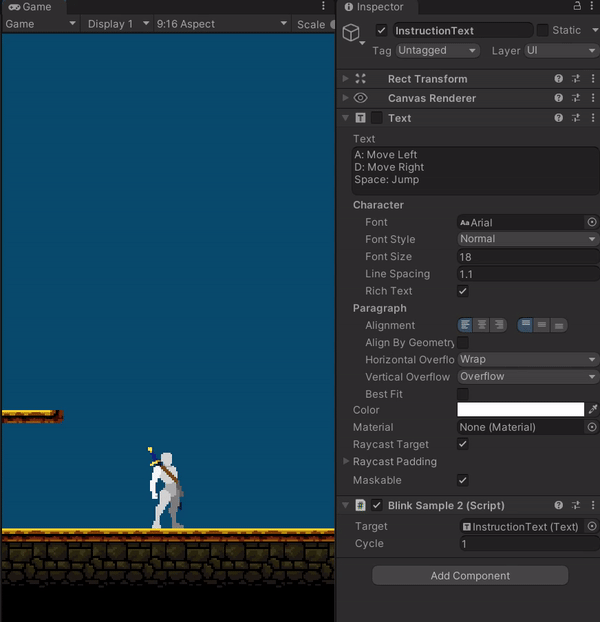 Game
Inspector
Game
Display 1
9:16 Aspect
Scale
InstructionText
Static
Tag
Untagged
Layer
UI
Rect Transform
Canvas Renderer
Text
Text
A: Move Left
D: Move Right
Space: Jump
Character
Font
Aa Arial
Font Style
Normal
Font Size
18
Line Spacing
1.1
Rich Text
Paragraph
Alignment
Align By Geometry
Horizontal Overflo
Wrap
Vertical Overflow
Overflow
Best Fit
Color
Material
None (Material)
Raycast Target
Raycast Padding
Maskable
Blink Sample 2 (Script)
Target
InstructionText (Text)
Cycle
1
Add Component